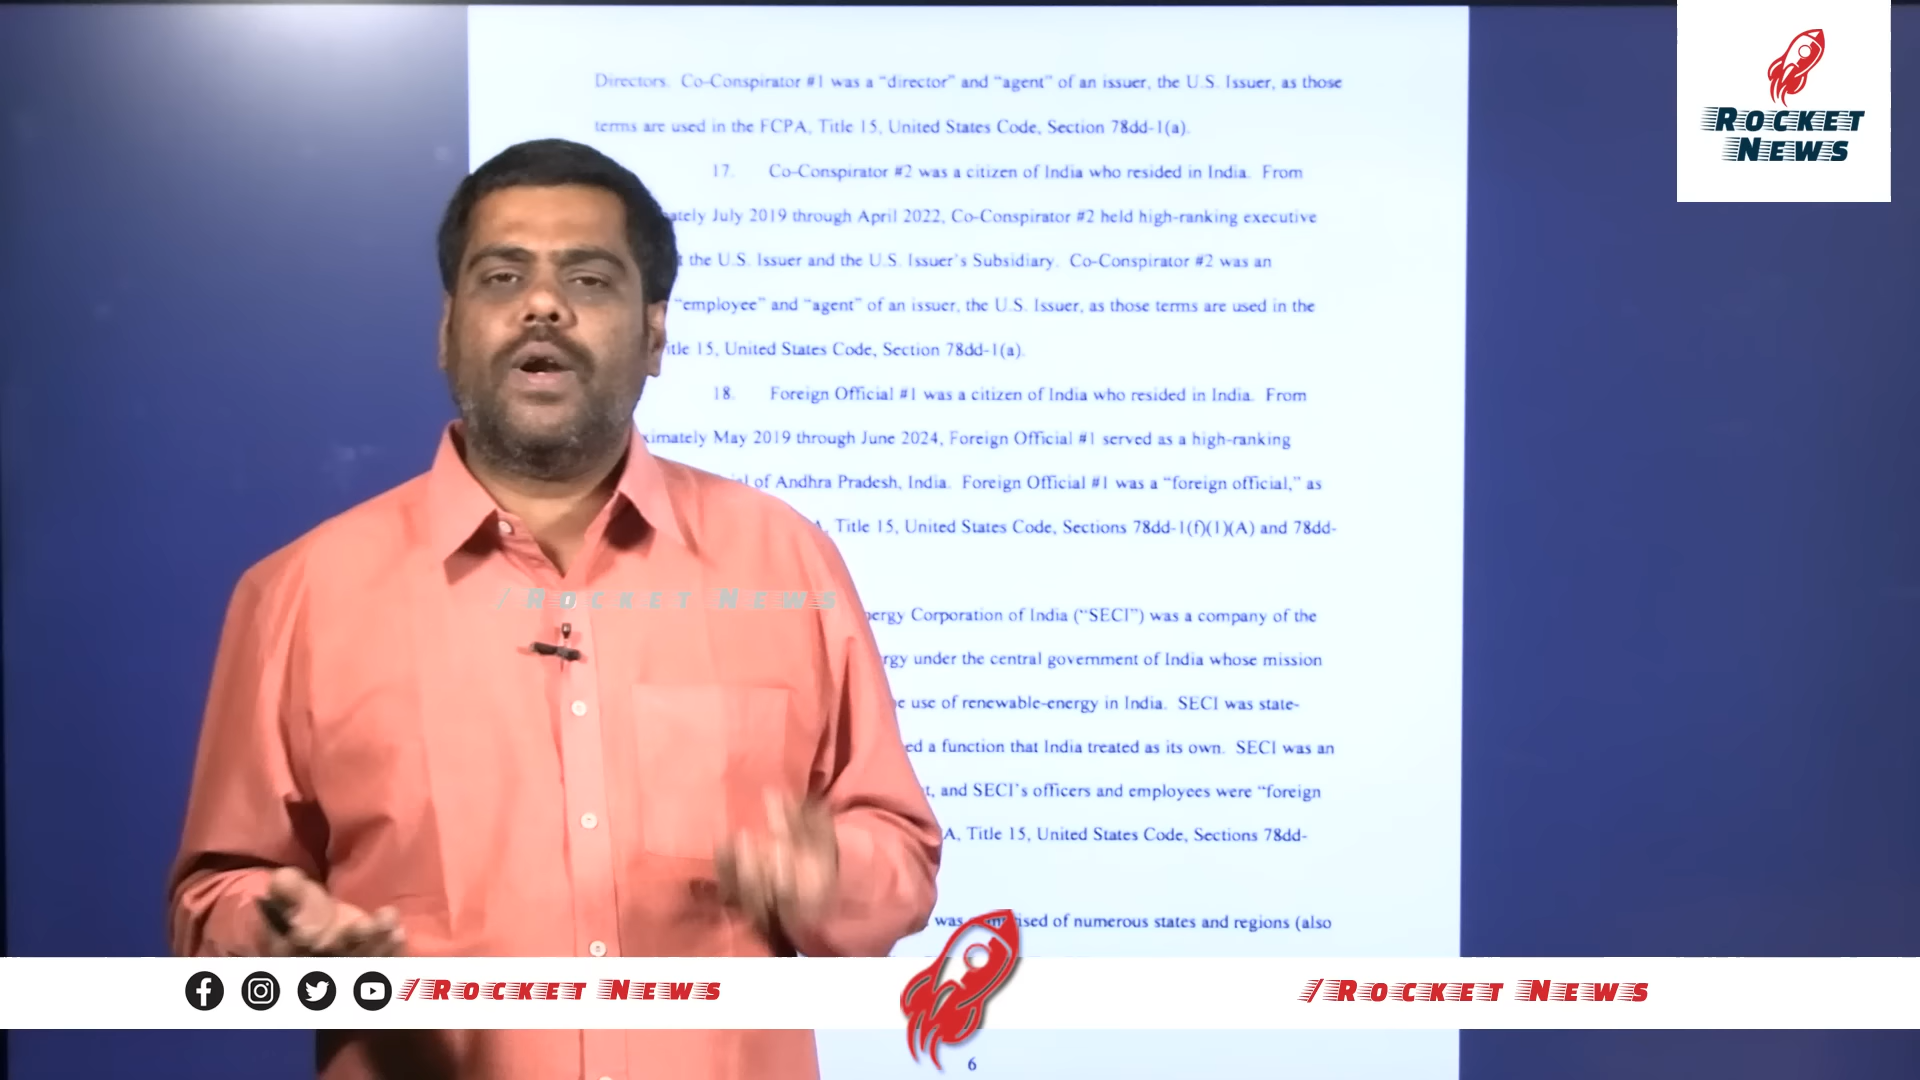 Directors. Co-Conspirator #1 was a “director” and “agent” of an issuer, the U.S. Issuer, as those
terms are used in the FCPA, Title 15, United States Code, Section 78dd-1(a).
17. Co-Conspirator #2 was a citizen of India who resided in India. From
July 2019 through April 2022, Co-Conspirator #2 held high-ranking executive
the U.S. Issuer and the U.S. Issuer’s Subsidiary. Co-Conspirator #2 was an
“employee” and “agent” of an issuer, the U.S. Issuer, as those terms are used in the
15, United States Code, Section 78dd-1(a).
18. Foreign Official #1 was a citizen of India who resided in India. From
May 2019 through June 2024, Foreign Official #1 served as a high-ranking
of Andhra Pradesh, India. Foreign Official #1 was a “foreign official,” as
Title 15, United States Code, Sections 78dd-1(f)(1)(A) and 78dd-
Corporation of India (“SECI”) was a company of the
under the central government of India whose mission
use of renewable-energy in India. SECI was state-
a function that India treated as its own. SECI was an
and SECI’s officers and employees were “foreign
Title 15, United States Code, Sections 78dd-
was of numerous states and regions (also
6
ROCKET
NEWS
/ROCKET NEWS
/ROCKET NEWS
/ROCKET NEWS